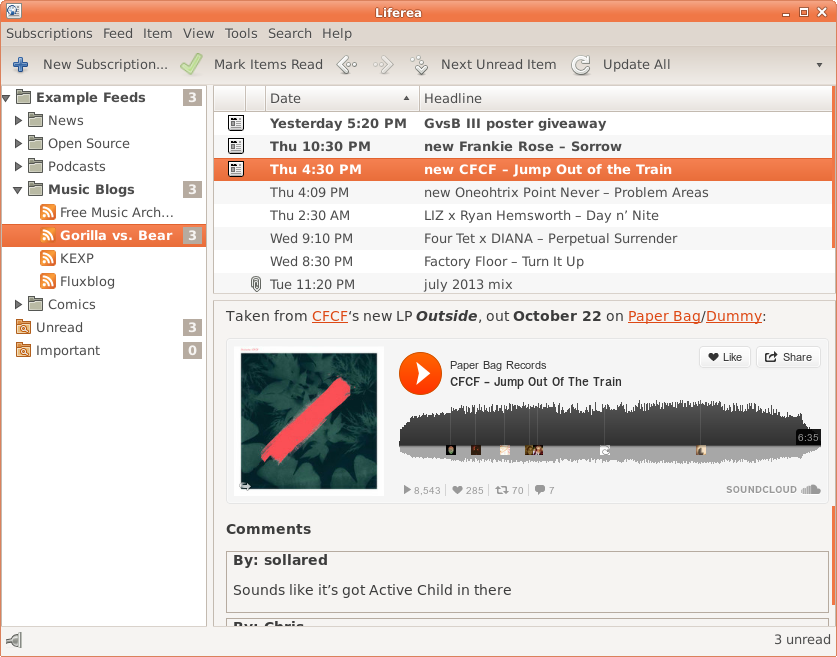 Liferea
Subscriptions Feed Item View Tools Search Help
New Subscription... Mark Items Read Next Unread Item Update All
Example Feeds 3
News
Open Source
Podcasts
Music Blogs 3
Free Music Arch...
Gorilla vs. Bear 3
KEXP
Fluxblog
Comics
Unread 3
Important 0
Date Headline
Yesterday 5:20 PM GvsB III poster giveaway
Thu 10:30 PM new Frankie Rose – Sorrow
Thu 4:30 PM new CFCF – Jump Out of the Train
Thu 4:09 PM new Oneohtrix Point Never – Problem Areas
Thu 2:30 AM LIZ x Ryan Hemsworth – Day n’ Nite
Wed 9:10 PM Four Tet x DIANA – Perpetual Surrender
Wed 8:30 PM Factory Floor – Turn It Up
Tue 11:20 PM july 2013 mix
Taken from CFCF‘s new LP Outside, out October 22 on Paper Bag/Dummy:
Paper Bag Records
CFCF – Jump Out Of The Train
Like Share
6:35
8,543 285 70 7
SOUNDCLOUD
Comments
By: sollared
Sounds like it’s got Active Child in there
By: Chris
3 unread